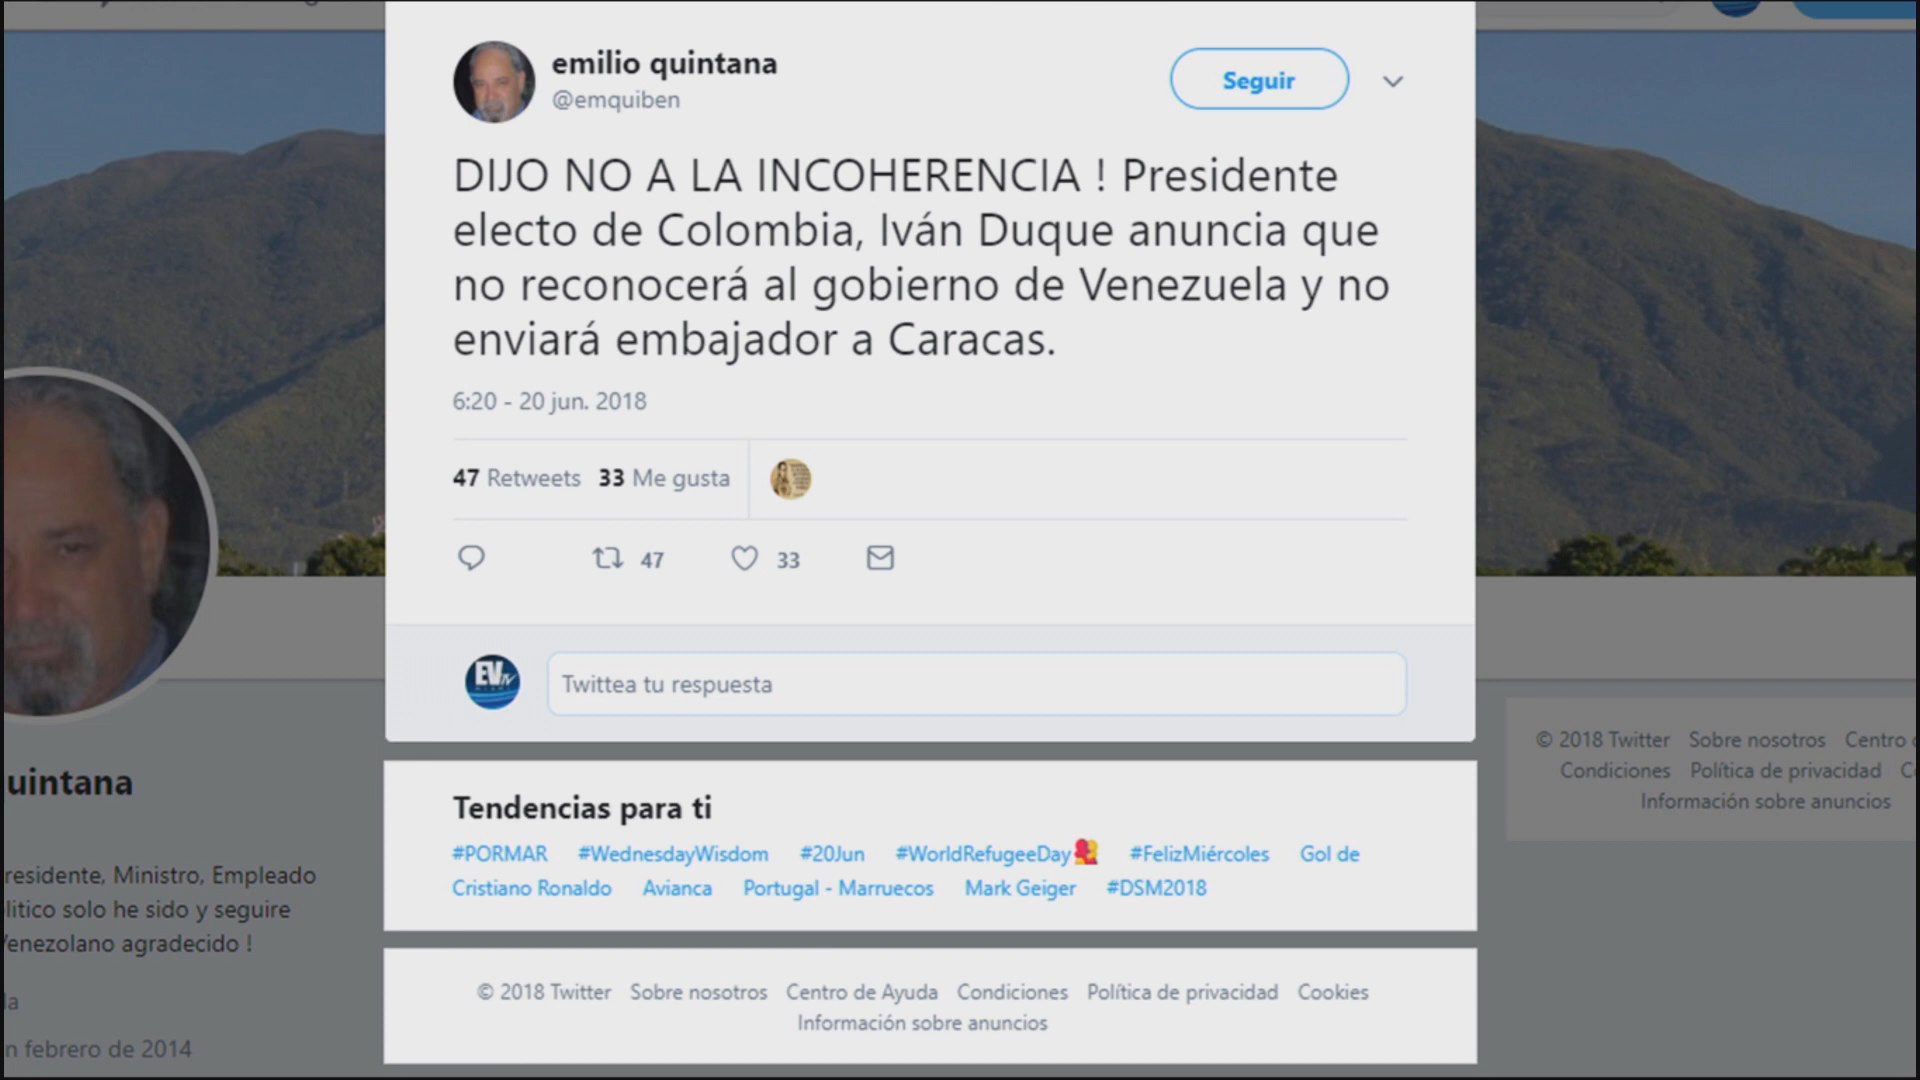 emilio quintana
@emquiben
Seguir
DIJO NO A LA INCOHERENCIA ! Presidente
electo de Colombia, Iván Duque anuncia que
no reconocerá al gobierno de Venezuela y no
enviará embajador a Caracas.
6:20 - 20 jun. 2018
47 Retweets 33 Me gusta
47 33
EVtv
Twittea tu respuesta
Tendencias para ti
#PORMAR #WednesdayWisdom #20Jun #WorldRefugeeDay #FelizMiércoles Gol de
Cristiano Ronaldo Avianca Portugal - Marruecos Mark Geiger #DSM2018
© 2018 Twitter Sobre nosotros Centro de Ayuda Condiciones Política de privacidad Cookies
Información sobre anuncios
uintana
residente, Ministro, Empleado
litico solo he sido y seguire
enezolano agradecido !
la
n febrero de 2014
© 2018 Twitter Sobre nosotros Centro
Condiciones Política de privacidad
Información sobre anuncios